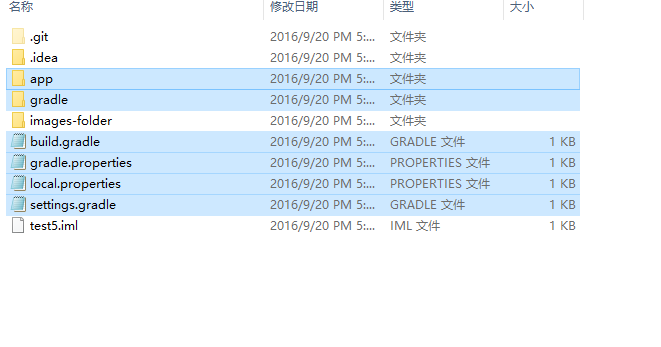 名称 修改日期 类型 大小
.git 2016/9/20 PM 5:... 文件夹
.idea 2016/9/20 PM 5:... 文件夹
app 2016/9/20 PM 5:... 文件夹
gradle 2016/9/20 PM 5:... 文件夹
images-folder 2016/9/20 PM 5:... 文件夹
build.gradle 2016/9/20 PM 5:... GRADLE 文件 1 KB
gradle.properties 2016/9/20 PM 5:... PROPERTIES 文件 1 KB
local.properties 2016/9/20 PM 5:... PROPERTIES 文件 1 KB
settings.gradle 2016/9/20 PM 5:... GRADLE 文件 1 KB
test5.iml 2016/9/20 PM 5:... IML 文件 1 KB